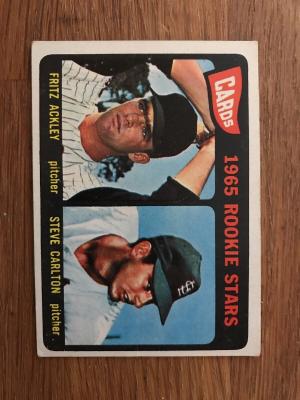 CARDS
1965 ROOKIE STARS
FRITZ ACKLEY pitcher
STEVE CARLTON pitcher